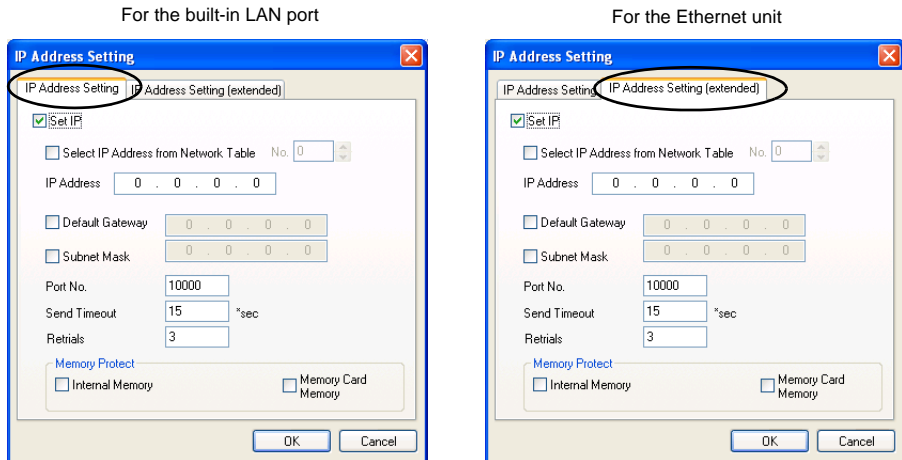 For the built-in LAN port
IP Address Setting
IP Address Setting IP Address Setting (extended)
Set IP
Select IP Address from Network Table No. 0
IP Address 0 . 0 . 0 . 0
Default Gateway 0 . 0 . 0 . 0
Subnet Mask 0 . 0 . 0 . 0
Port No. 10000
Send Timeout 15 *sec
Retrials 3
Memory Protect
Internal Memory
Memory Card
Memory
OK Cancel
For the Ethernet unit
IP Address Setting
IP Address Setting IP Address Setting (extended)
Set IP
Select IP Address from Network Table No. 0
IP Address 0 . 0 . 0 . 0
Default Gateway 0 . 0 . 0 . 0
Subnet Mask 0 . 0 . 0 . 0
Port No. 10000
Send Timeout 15 *sec
Retrials 3
Memory Protect
Internal Memory
Memory Card
Memory
OK Cancel